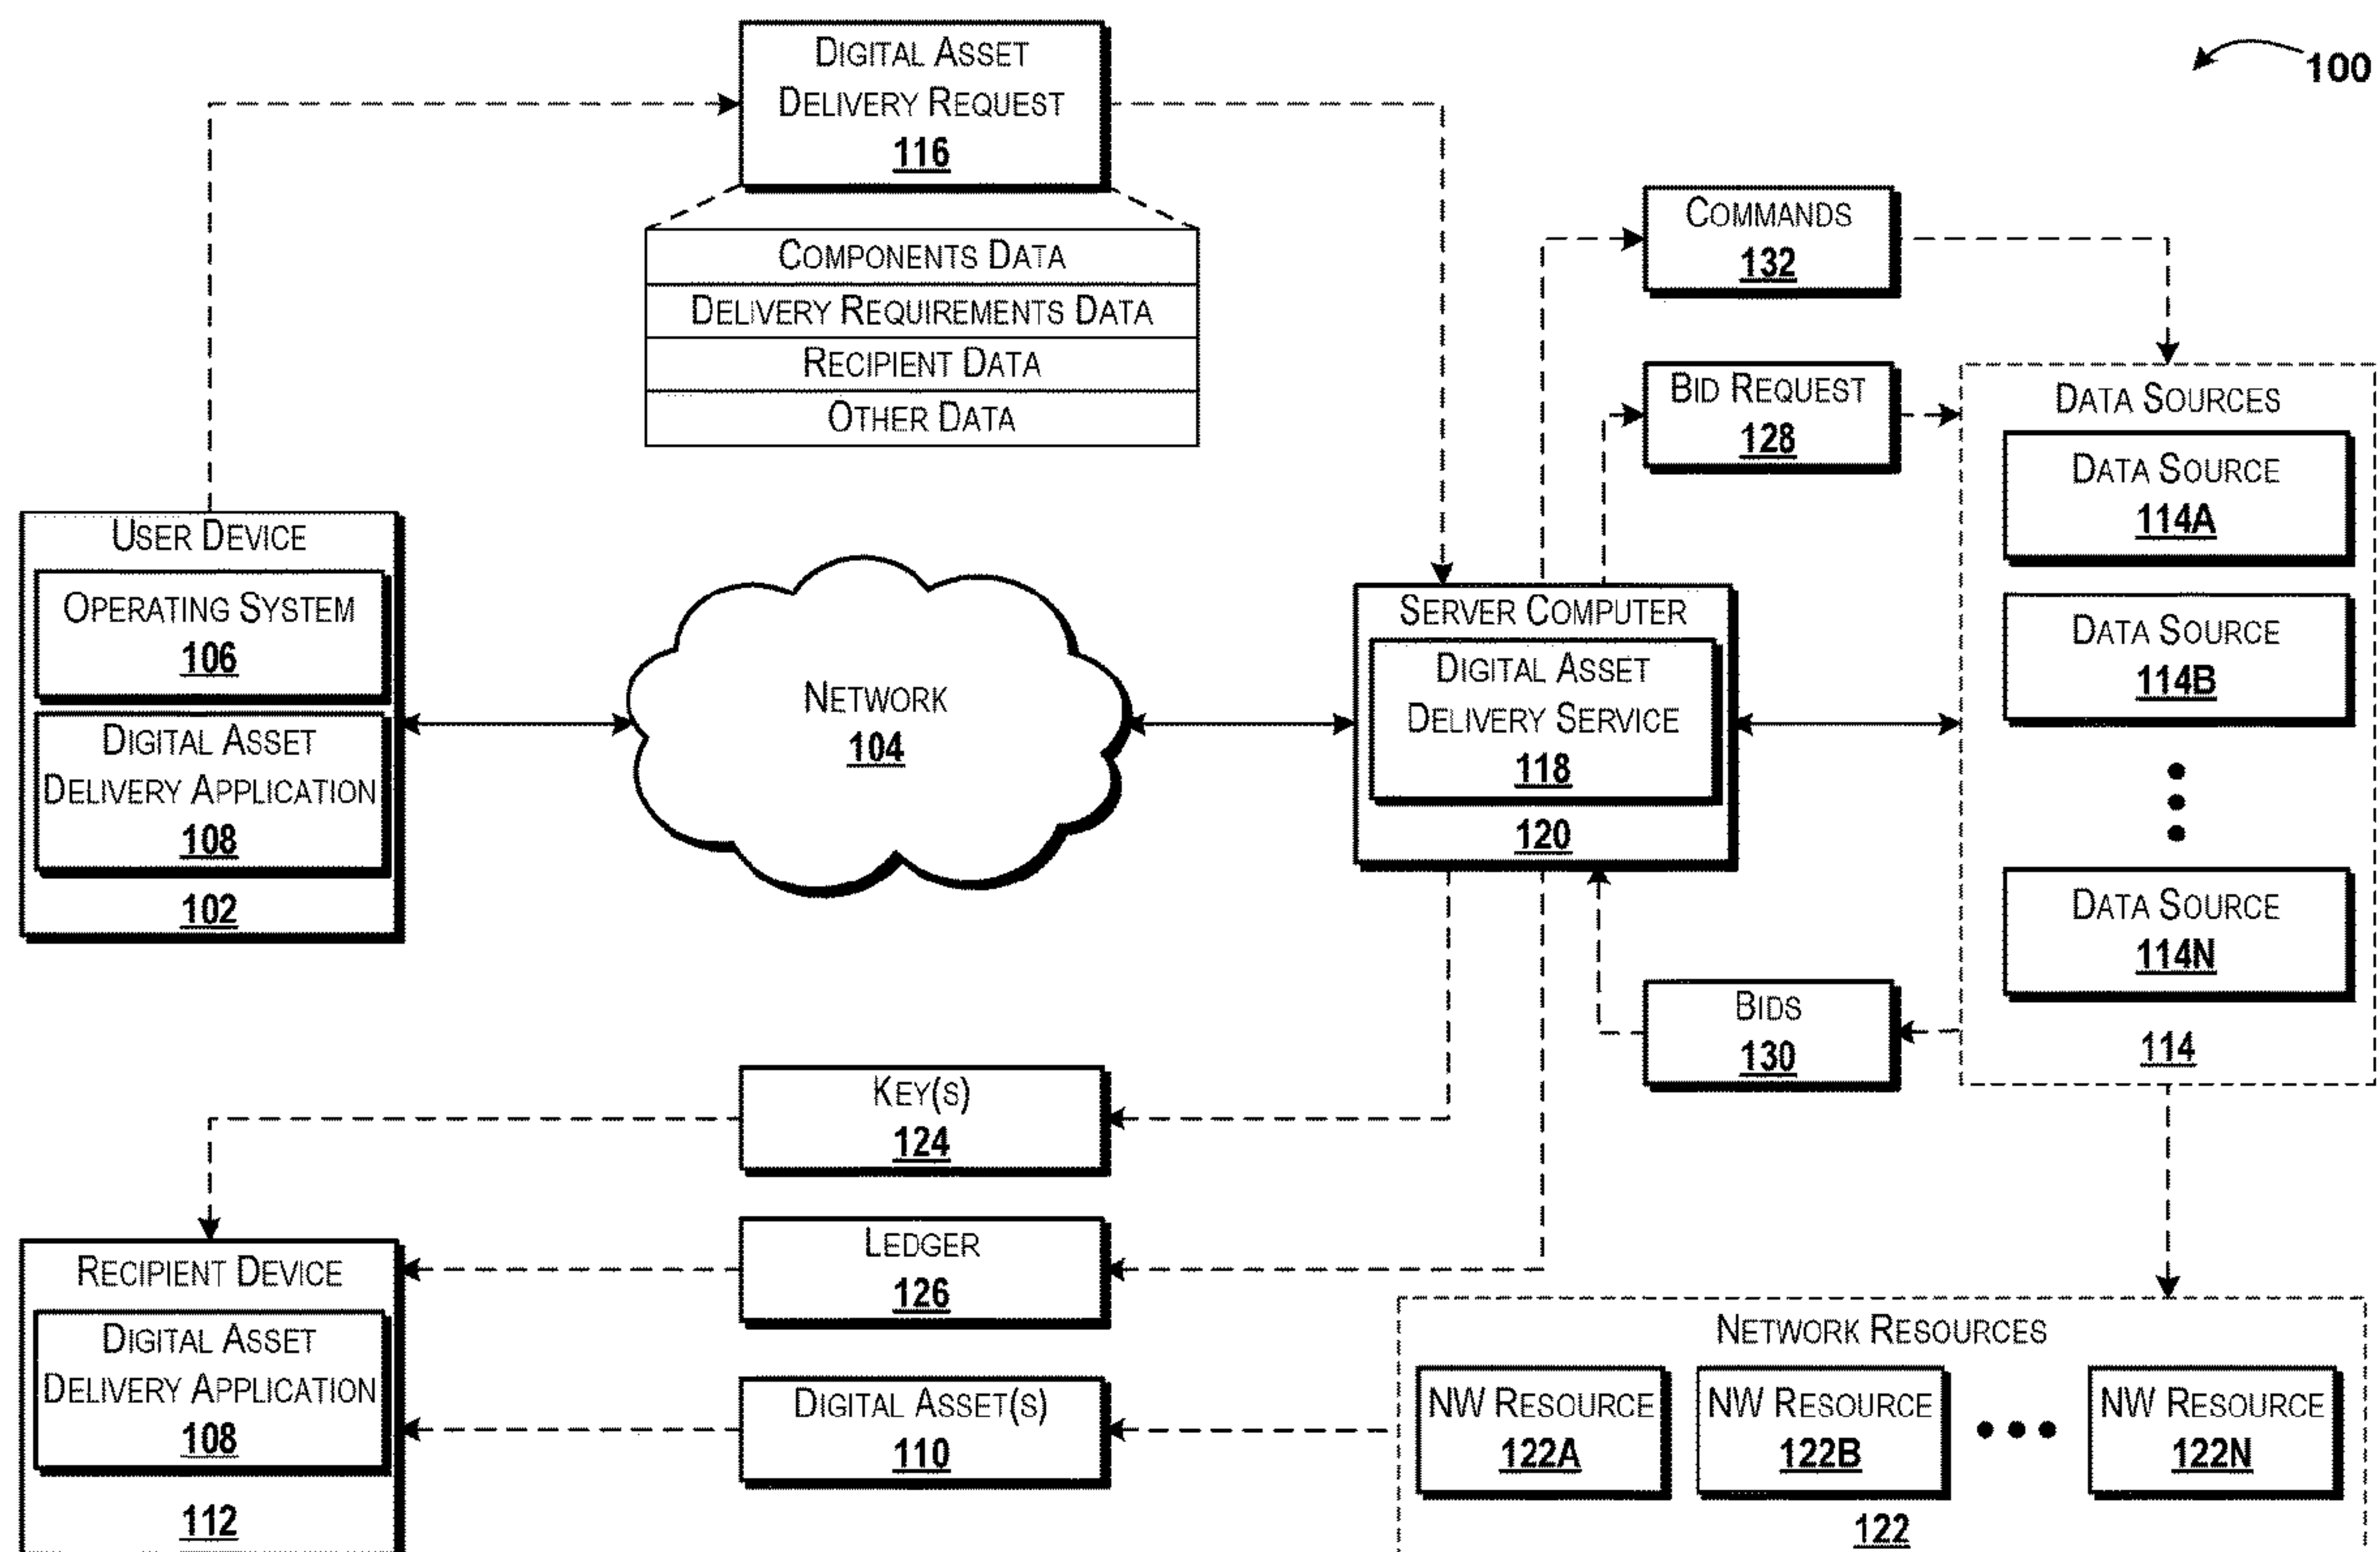 100
DIGITAL ASSET
DELIVERY REQUEST
116
COMPONENTS DATA
DELIVERY REQUIREMENTS DATA
RECIPIENT DATA
OTHER DATA
COMMANDS
132
BID REQUEST
128
DATA SOURCES
DATA SOURCE
114A
DATA SOURCE
114B
DATA SOURCE
114N
114
USER DEVICE
OPERATING SYSTEM
106
DIGITAL ASSET
DELIVERY APPLICATION
108
102
NETWORK
104
SERVER COMPUTER
DIGITAL ASSET
DELIVERY SERVICE
118
120
BIDS
130
KEY(S)
124
LEDGER
126
DIGITAL ASSET(S)
110
RECIPIENT DEVICE
DIGITAL ASSET
DELIVERY APPLICATION
108
112
NETWORK RESOURCES
NW RESOURCE
122A
NW RESOURCE
122B
NW RESOURCE
122N
122